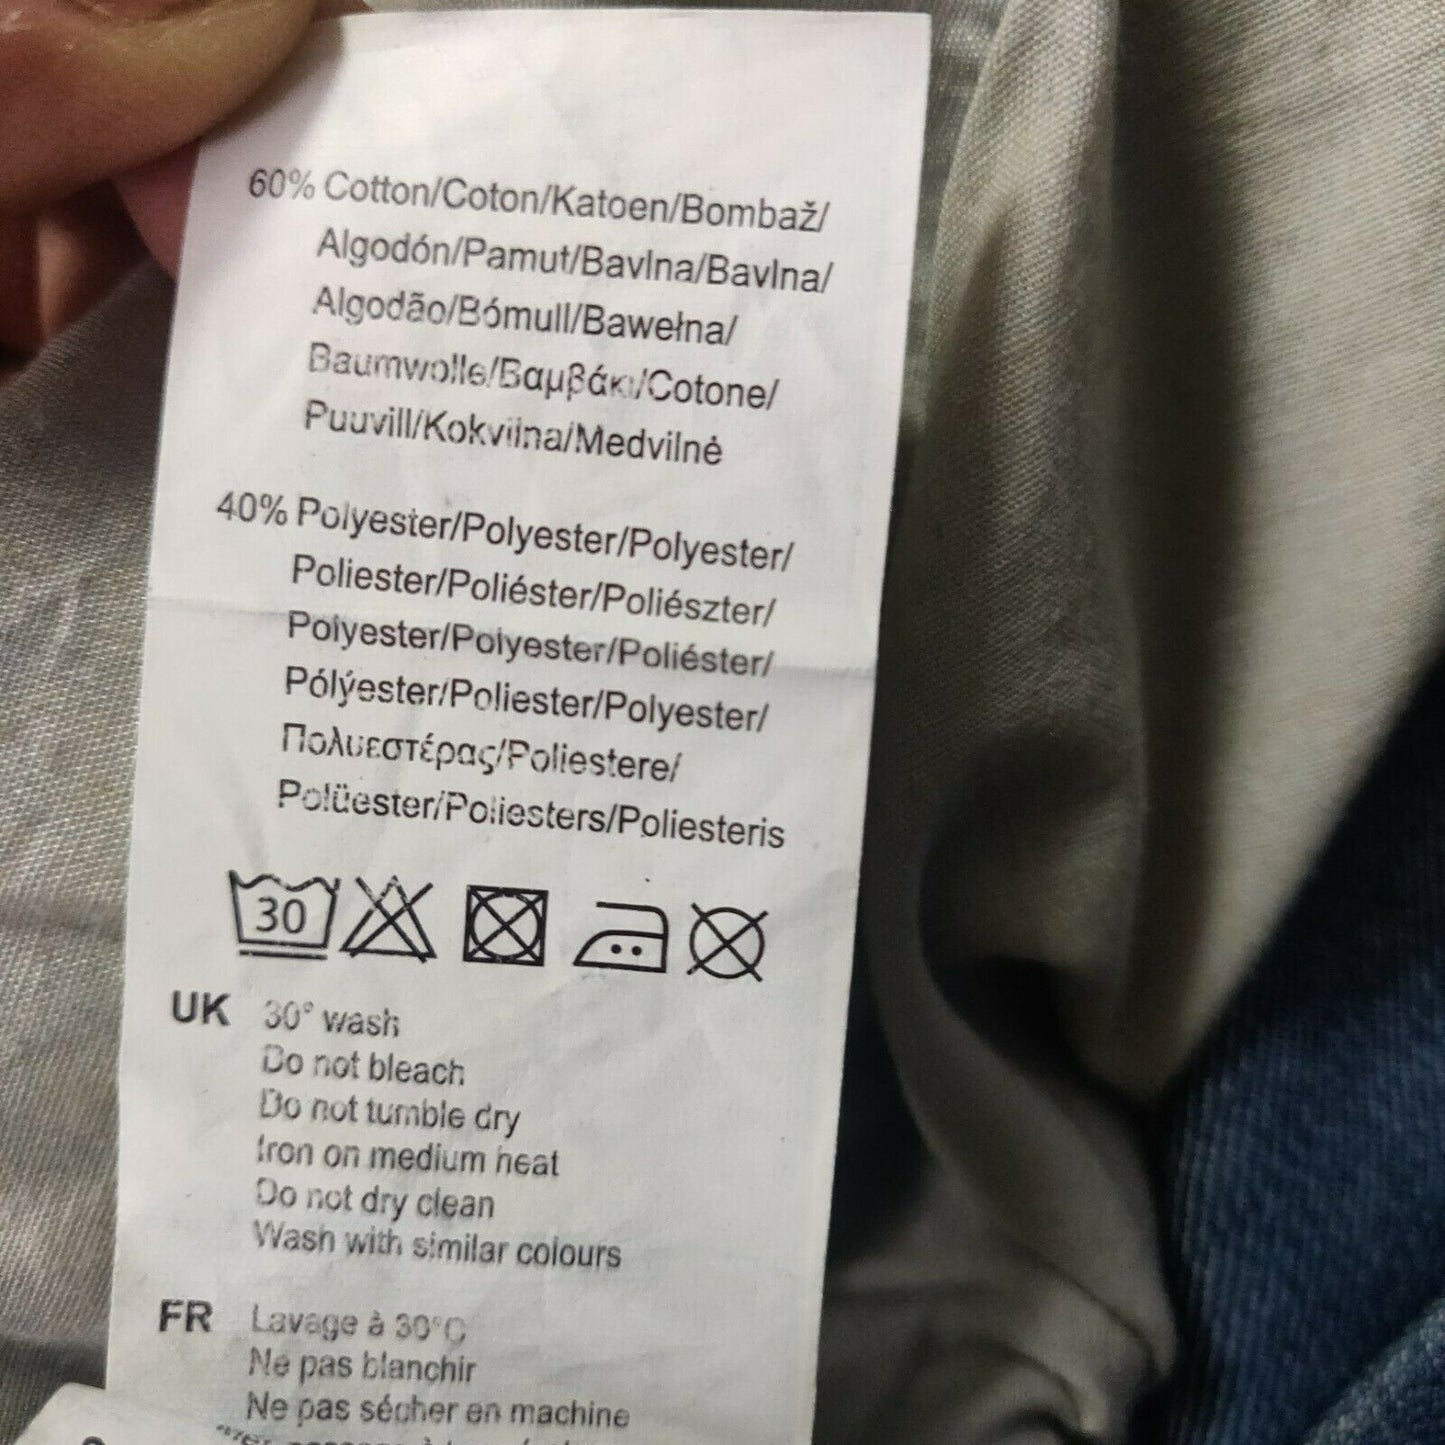 60% Cotton/Coton/Katoen/Bombaž/
Algodón/Pamut/Bavlna/Bavlna/
Algodão/Bómull/Bawełna/
Baumwolle/Βαμβάκι/Cotone/
Puuvill/Kokvilna/Medvilnė
40% Polyester/Polyester/Polyester/
Poliester/Poliéster/Poliészter/
Polyester/Polyester/Poliéster/
Pólýester/Poliester/Polyester/
Πολυεστέρας/Poliestere/
Polüester/Poliesters/Poliesteris
30
UK 30° wash
Do not bleach
Do not tumble dry
Iron on medium heat
Do not dry clean
Wash with similar colours
FR Lavage à 30°C
Ne pas blanchir
Ne pas sécher en machine